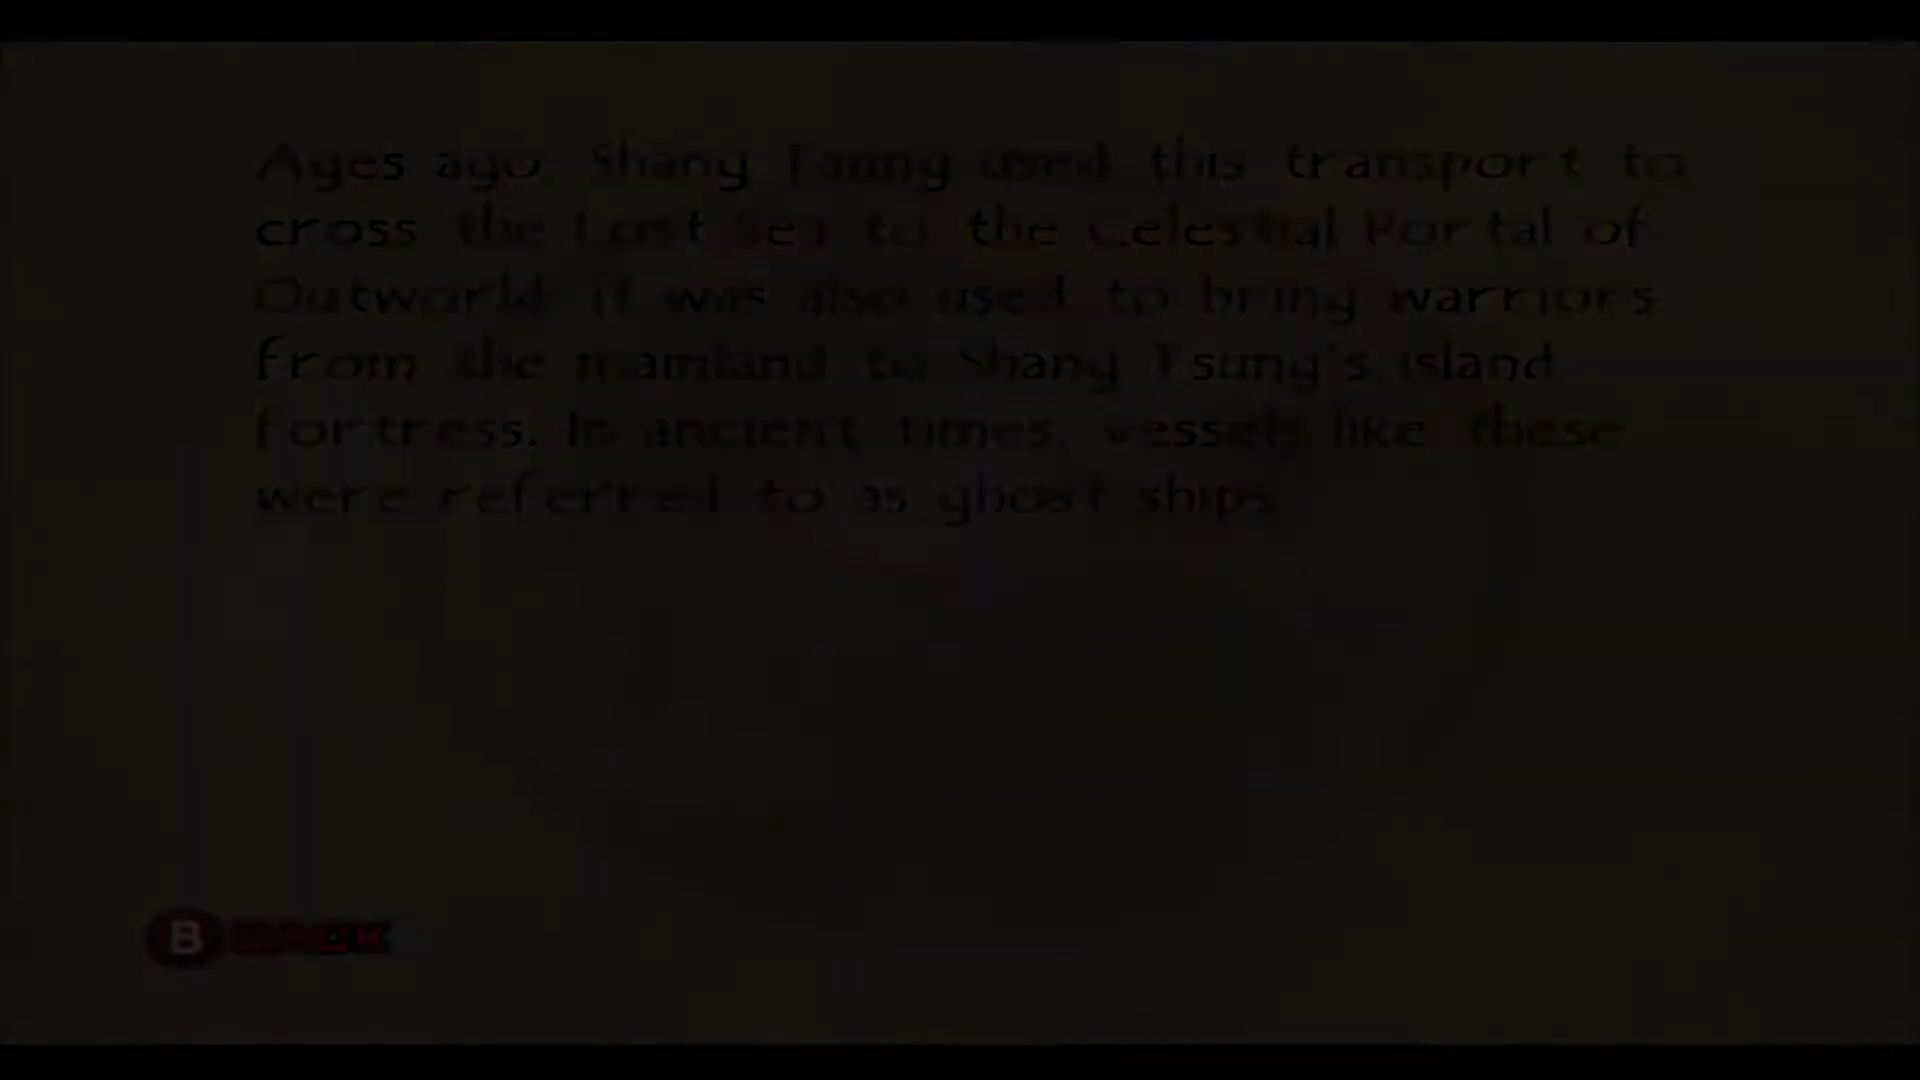 Ages ago, Shang Tsung used this transport to
cross the Lost Sea to the Celestial Portal of
Outworld. It was also used to bring warriors
from the mainland to Shang Tsung's island
fortress. In ancient times, vessels like these
were referred to as ghost ships.
B BACK